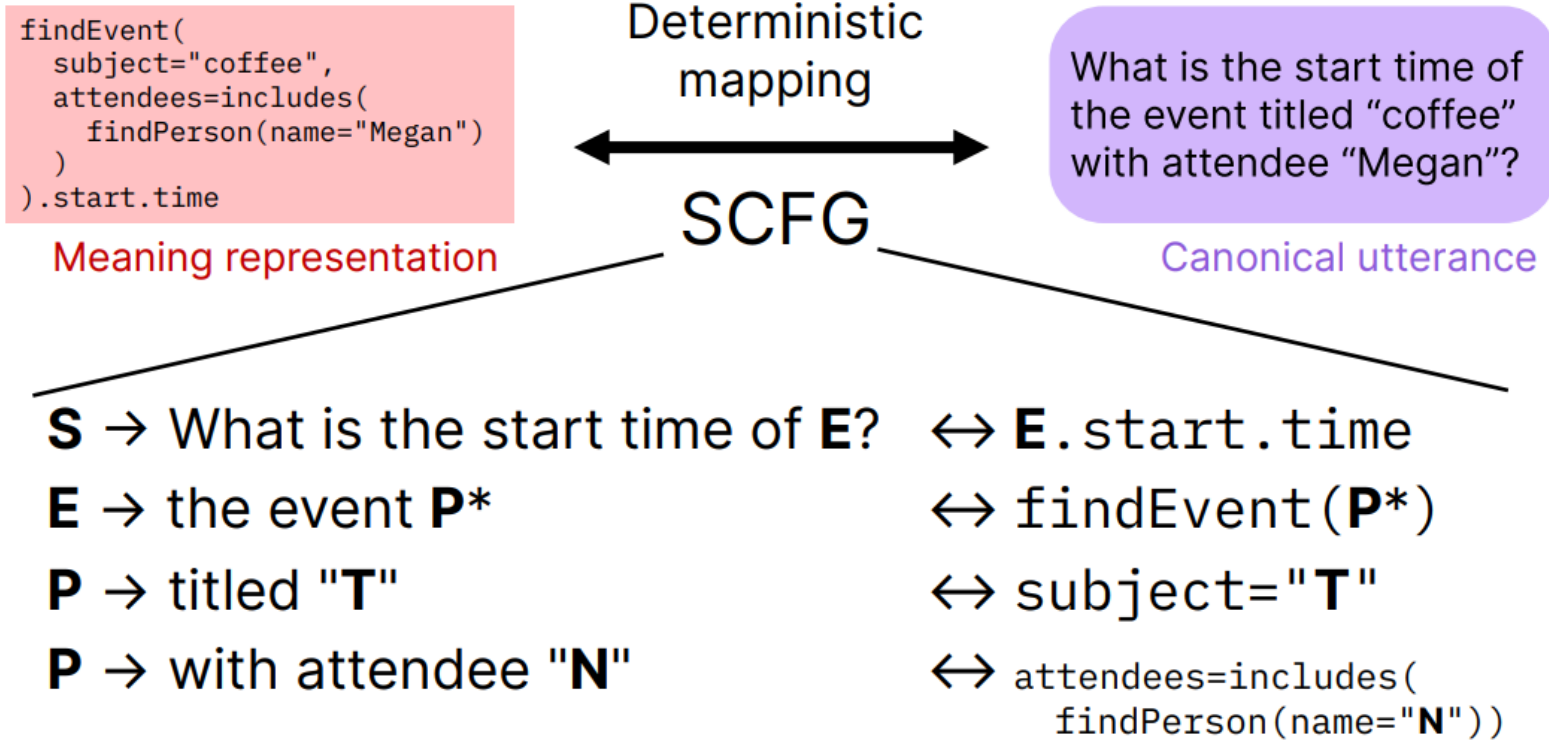 findEvent(
  subject="coffee",
  attendees=includes(
    findPerson(name="Megan")
  )
).start.time
Meaning representation
Deterministic
mapping
SCFG
What is the start time of
the event titled “coffee”
with attendee “Megan”?
Canonical utterance
S → What is the start time of E? ↔ E.start.time
E → the event P* ↔ findEvent(P*)
P → titled "T" ↔ subject="T"
P → with attendee "N" ↔ attendees=includes(
findPerson(name="N"))